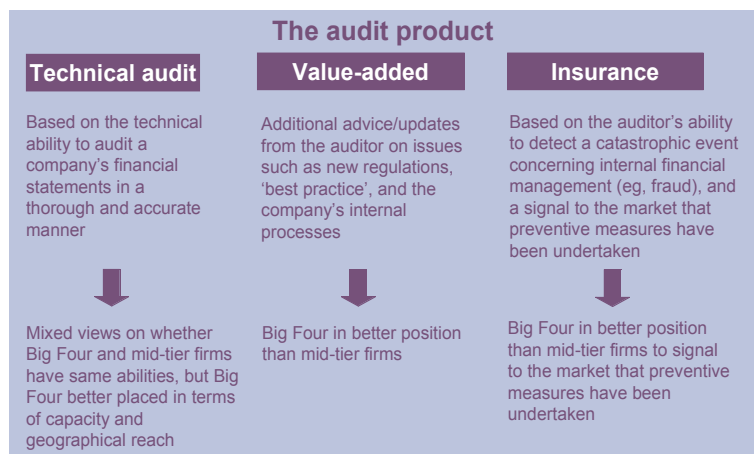 The audit product
Technical audit
Based on the technical
ability to audit a
company's financial
statements in a
thorough and accurate
manner
Mixed views on whether
Big Four and mid-tier firms
have same abilities, but Big
Four better placed in terms
of capacity and
geographical reach
Value-added
Additional advice/updates
from the auditor on issues
such as new regulations,
‘best practice’, and the
company’s internal
processes
Big Four in better position
than mid-tier firms
Insurance
Based on the auditor’s ability
to detect a catastrophic event
concerning internal financial
management (eg, fraud), and
a signal to the market that
preventive measures have
been undertaken
Big Four in better position
than mid-tier firms to signal
to the market that preventive
measures have been
undertaken